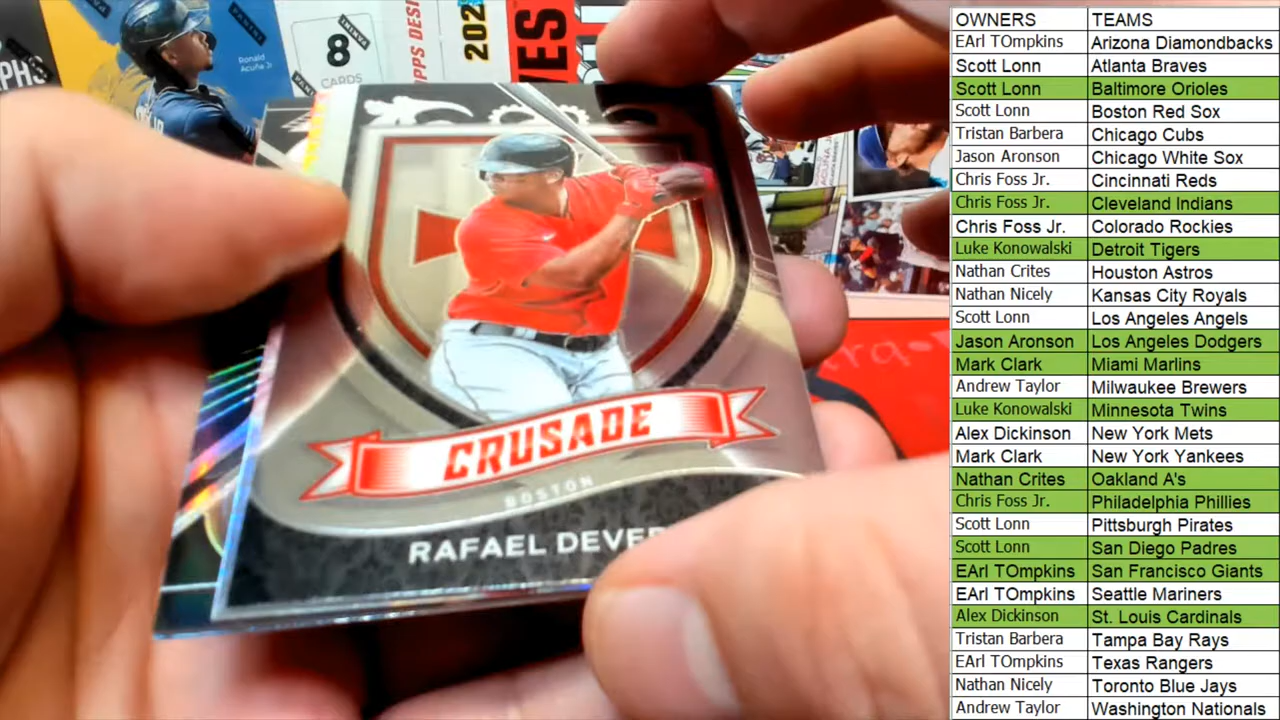 PHS
Ronald
Acuña Jr
8
CARDS
202
CRUSADE
BOSTON
RAFAEL DEVE
OWNERS TEAMS
EArl TOmpkins Arizona Diamondbacks
Scott Lonn Atlanta Braves
Scott Lonn Baltimore Orioles
Scott Lonn Boston Red Sox
Tristan Barbera Chicago Cubs
Jason Aronson Chicago White Sox
Chris Foss Jr. Cincinnati Reds
Chris Foss Jr. Cleveland Indians
Chris Foss Jr. Colorado Rockies
Luke Konowalski Detroit Tigers
Nathan Crites Houston Astros
Nathan Nicely Kansas City Royals
Scott Lonn Los Angeles Angels
Jason Aronson Los Angeles Dodgers
Mark Clark Miami Marlins
Andrew Taylor Milwaukee Brewers
Luke Konowalski Minnesota Twins
Alex Dickinson New York Mets
Mark Clark New York Yankees
Nathan Crites Oakland A's
Chris Foss Jr. Philadelphia Phillies
Scott Lonn Pittsburgh Pirates
Scott Lonn San Diego Padres
EArl TOmpkins San Francisco Giants
EArl TOmpkins Seattle Mariners
Alex Dickinson St. Louis Cardinals
Tristan Barbera Tampa Bay Rays
EArl TOmpkins Texas Rangers
Nathan Nicely Toronto Blue Jays
Andrew Taylor Washington Nationals